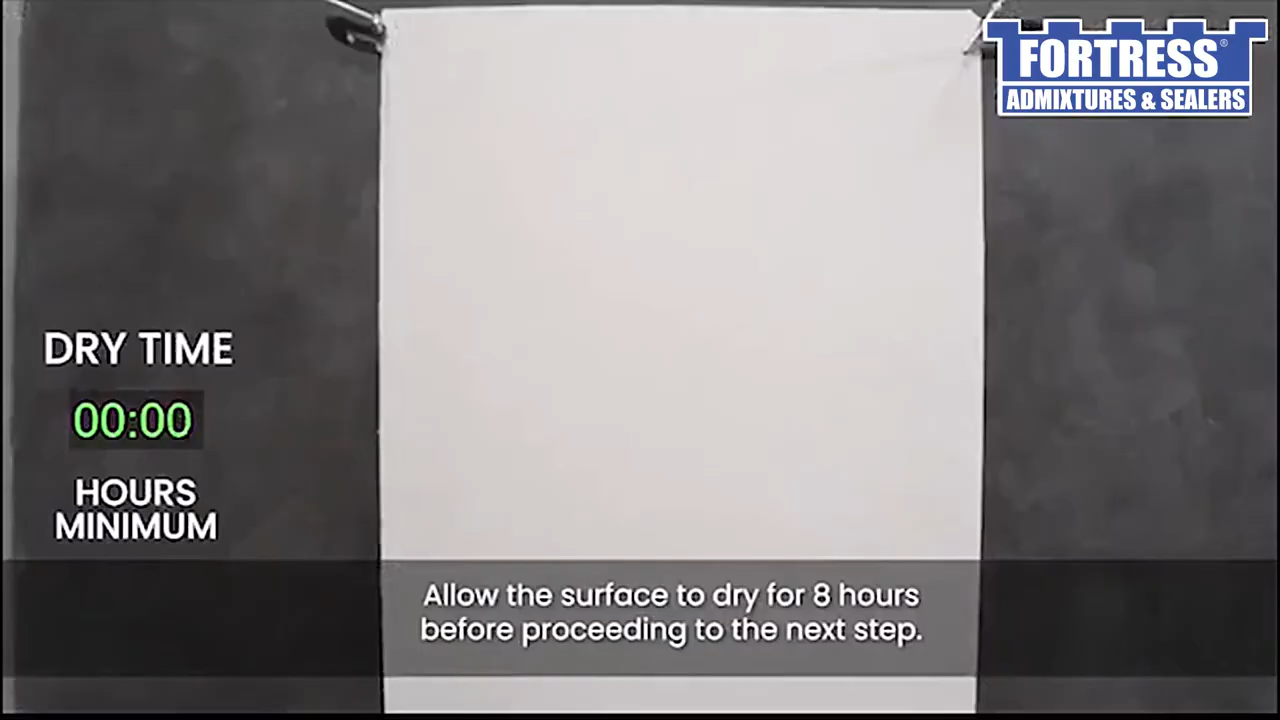 FORTRESS®
ADMIXTURES & SEALERS
DRY TIME
00:00
HOURS
MINIMUM
Allow the surface to dry for 8 hours
before proceeding to the next step.